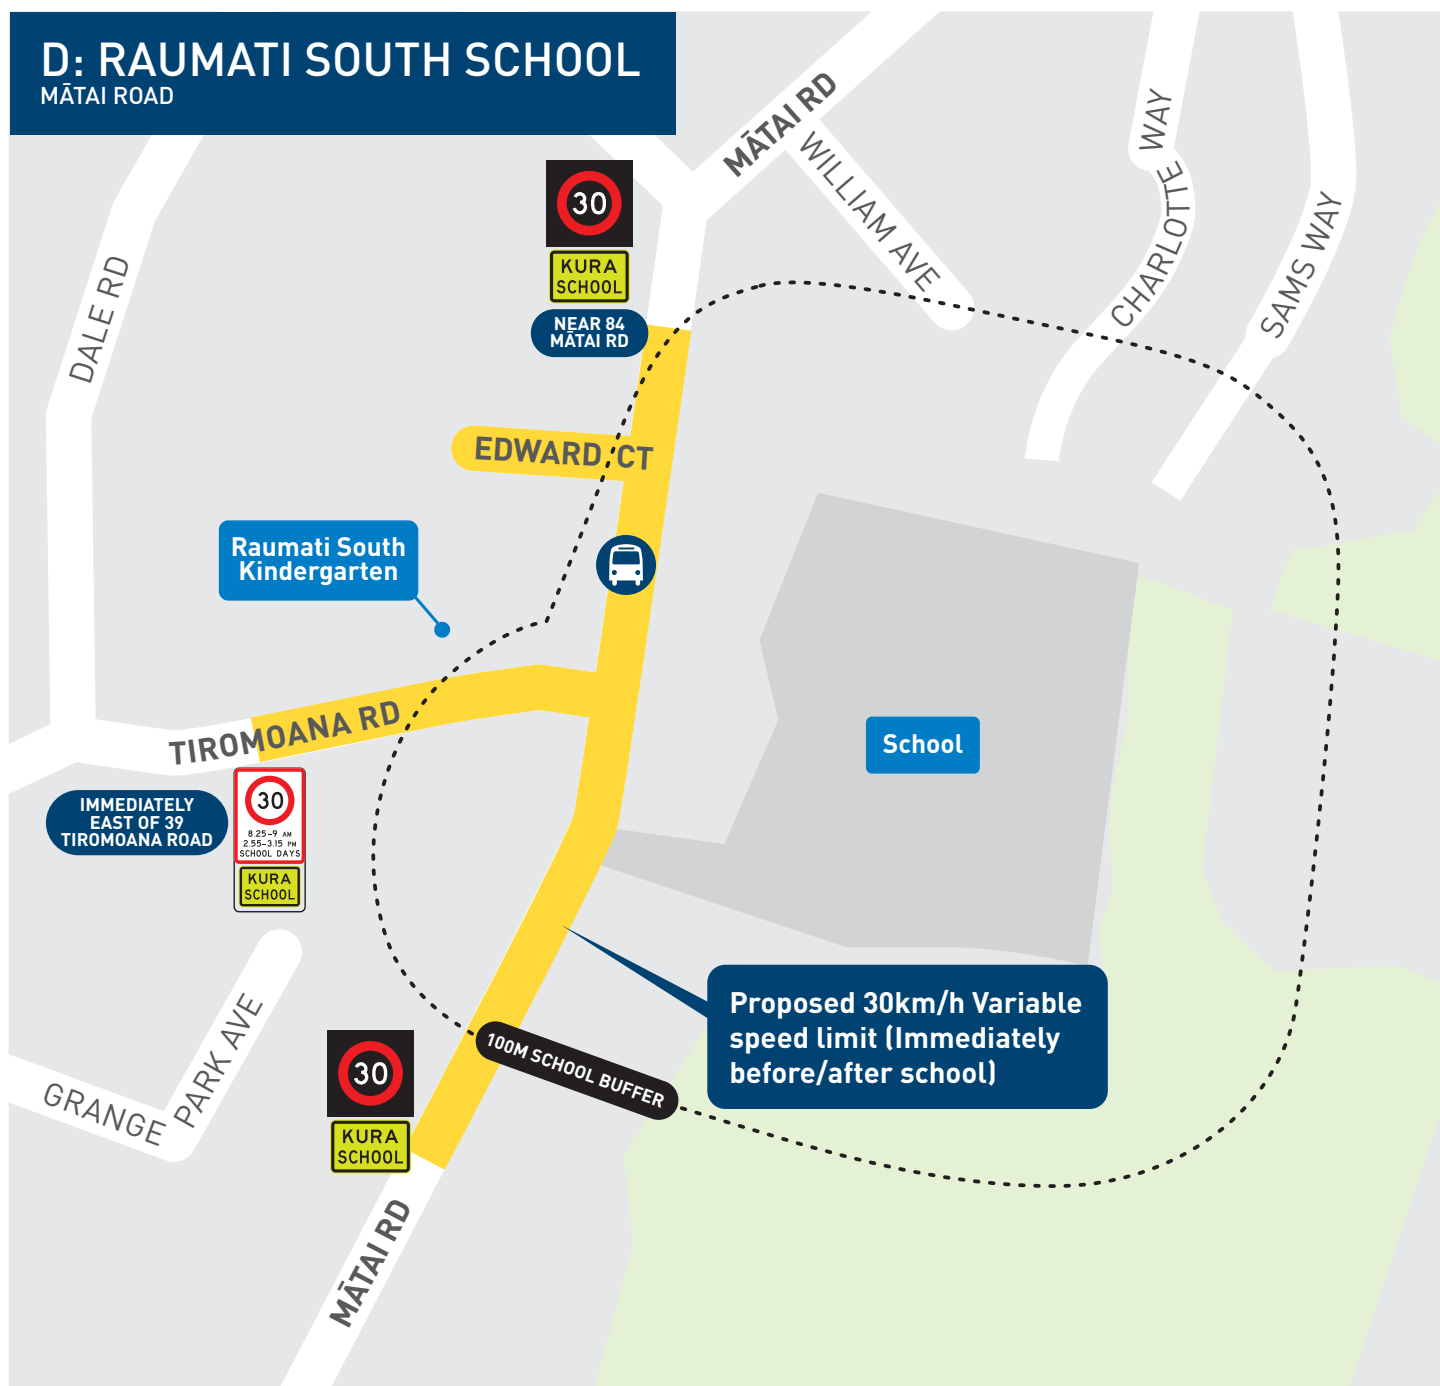 D: RAUMATI SOUTH SCHOOL
MĀTAI ROAD
MĀTAI RD
WILLIAM AVE
CHARLOTTE WAY
SAMS WAY
DALE RD
30
KURA
SCHOOL
NEAR 84
MĀTAI RD
EDWARD CT
Raumati South
Kindergarten
TIROMOANA RD
School
IMMEDIATELY
EAST OF 39
TIROMOANA ROAD
30
8.25–9 AM
2.55–3.15 PM
SCHOOL DAYS
KURA
SCHOOL
GRANGE PARK AVE
100M SCHOOL BUFFER
Proposed 30km/h Variable
speed limit (Immediately
before/after school)
30
KURA
SCHOOL
MĀTAI RD